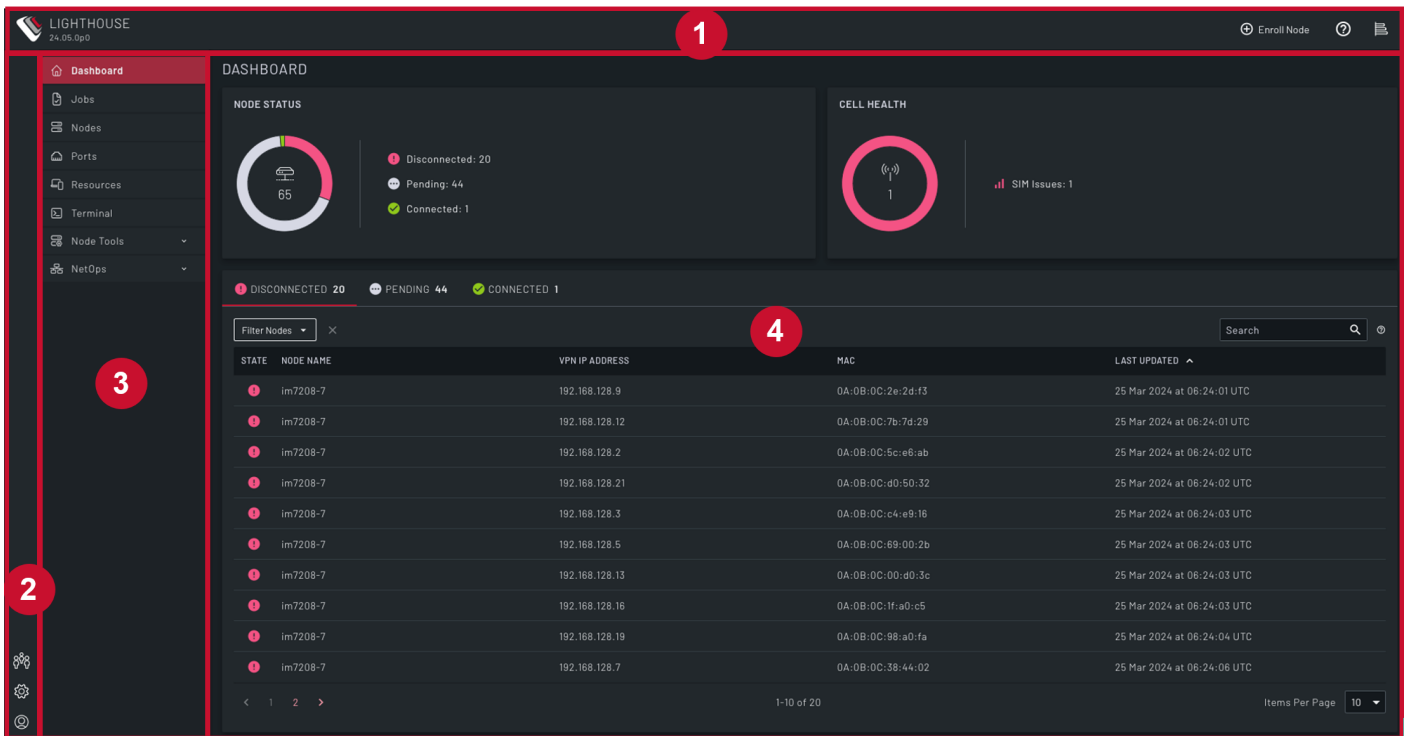 LIGHTHOUSE
24.05.0p0
1
Enroll Node
Dashboard
Jobs
Nodes
Ports
Resources
Terminal
Node Tools
NetOps
3
2
DASHBOARD
NODE STATUS
65
Disconnected: 20
Pending: 44
Connected: 1
CELL HEALTH
1
SIM Issues: 1
DISCONNECTED 20 PENDING 44 CONNECTED 1
4
Filter Nodes
Search
STATE NODE NAME VPN IP ADDRESS MAC LAST UPDATED
im7208-7 192.168.128.9 0A:0B:0C:2e:2d:f3 25 Mar 2024 at 06:24:01 UTC
im7208-7 192.168.128.12 0A:0B:0C:7b:7d:29 25 Mar 2024 at 06:24:01 UTC
im7208-7 192.168.128.2 0A:0B:0C:5c:e6:ab 25 Mar 2024 at 06:24:02 UTC
im7208-7 192.168.128.21 0A:0B:0C:d0:50:32 25 Mar 2024 at 06:24:02 UTC
im7208-7 192.168.128.3 0A:0B:0C:c4:e9:16 25 Mar 2024 at 06:24:03 UTC
im7208-7 192.168.128.5 0A:0B:0C:69:00:2b 25 Mar 2024 at 06:24:03 UTC
im7208-7 192.168.128.13 0A:0B:0C:00:d0:3c 25 Mar 2024 at 06:24:03 UTC
im7208-7 192.168.128.16 0A:0B:0C:1f:a0:c5 25 Mar 2024 at 06:24:03 UTC
im7208-7 192.168.128.19 0A:0B:0C:98:a0:fa 25 Mar 2024 at 06:24:04 UTC
im7208-7 192.168.128.7 0A:0B:0C:38:44:02 25 Mar 2024 at 06:24:06 UTC
< 1 2 > 1-10 of 20 Items Per Page 10